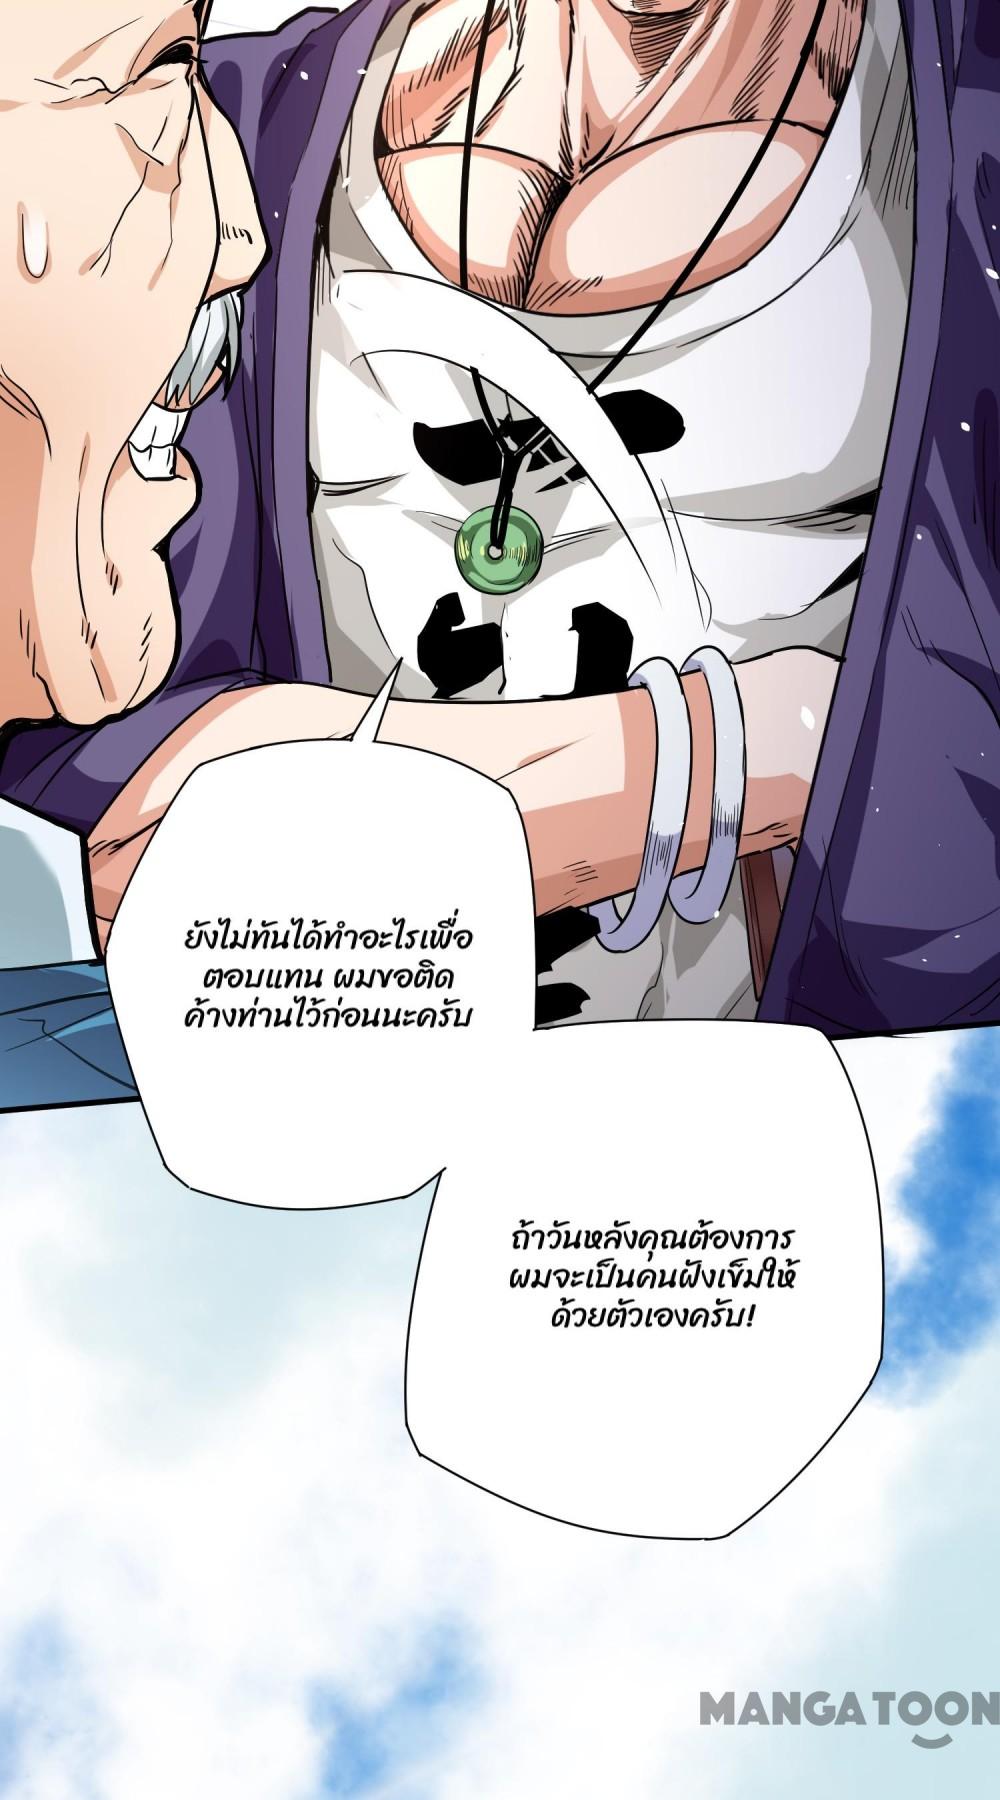 ยังไม่ทันได้ทำอะไรเพื่อ
ตอบแทน ผมขอติด
ค้างท่านไว้ก่อนนะครับ
ถ้าวันหลังคุณต้องการ
ผมจะเป็นคนฝังเข็มให้
ด้วยตัวเองครับ!
MANGATOON